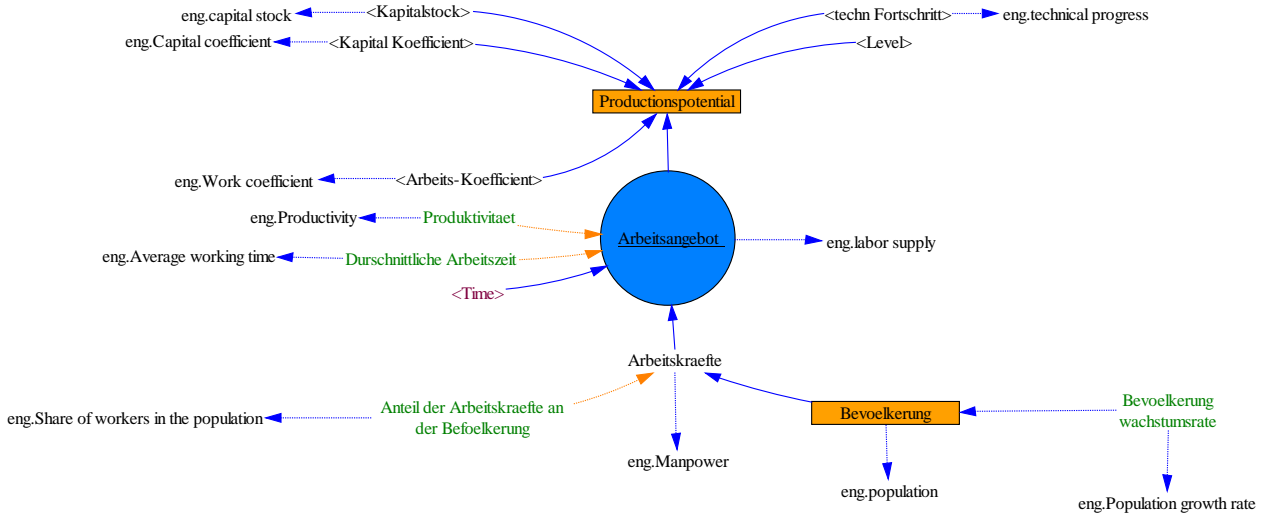 eng.capital stock <Kapitalstock> <techn Fortschritt> eng.technical progress
eng.Capital coefficient <Kapital Koefficient> <Level>
Productionspotential
eng.Work coefficient <Arbeits-Koefficient>
eng.Productivity Produktivitaet
Arbeitsangebot eng.labor supply
eng.Average working time Durschnittliche Arbeitszeit
<Time>
Arbeitskraefte
eng.Share of workers in the population
Anteil der Arbeitskraefte an
der Befoelkerung
Bevoelkerung
Bevoelkerung
wachstumsrate
eng.Manpower
eng.population
eng.Population growth rate